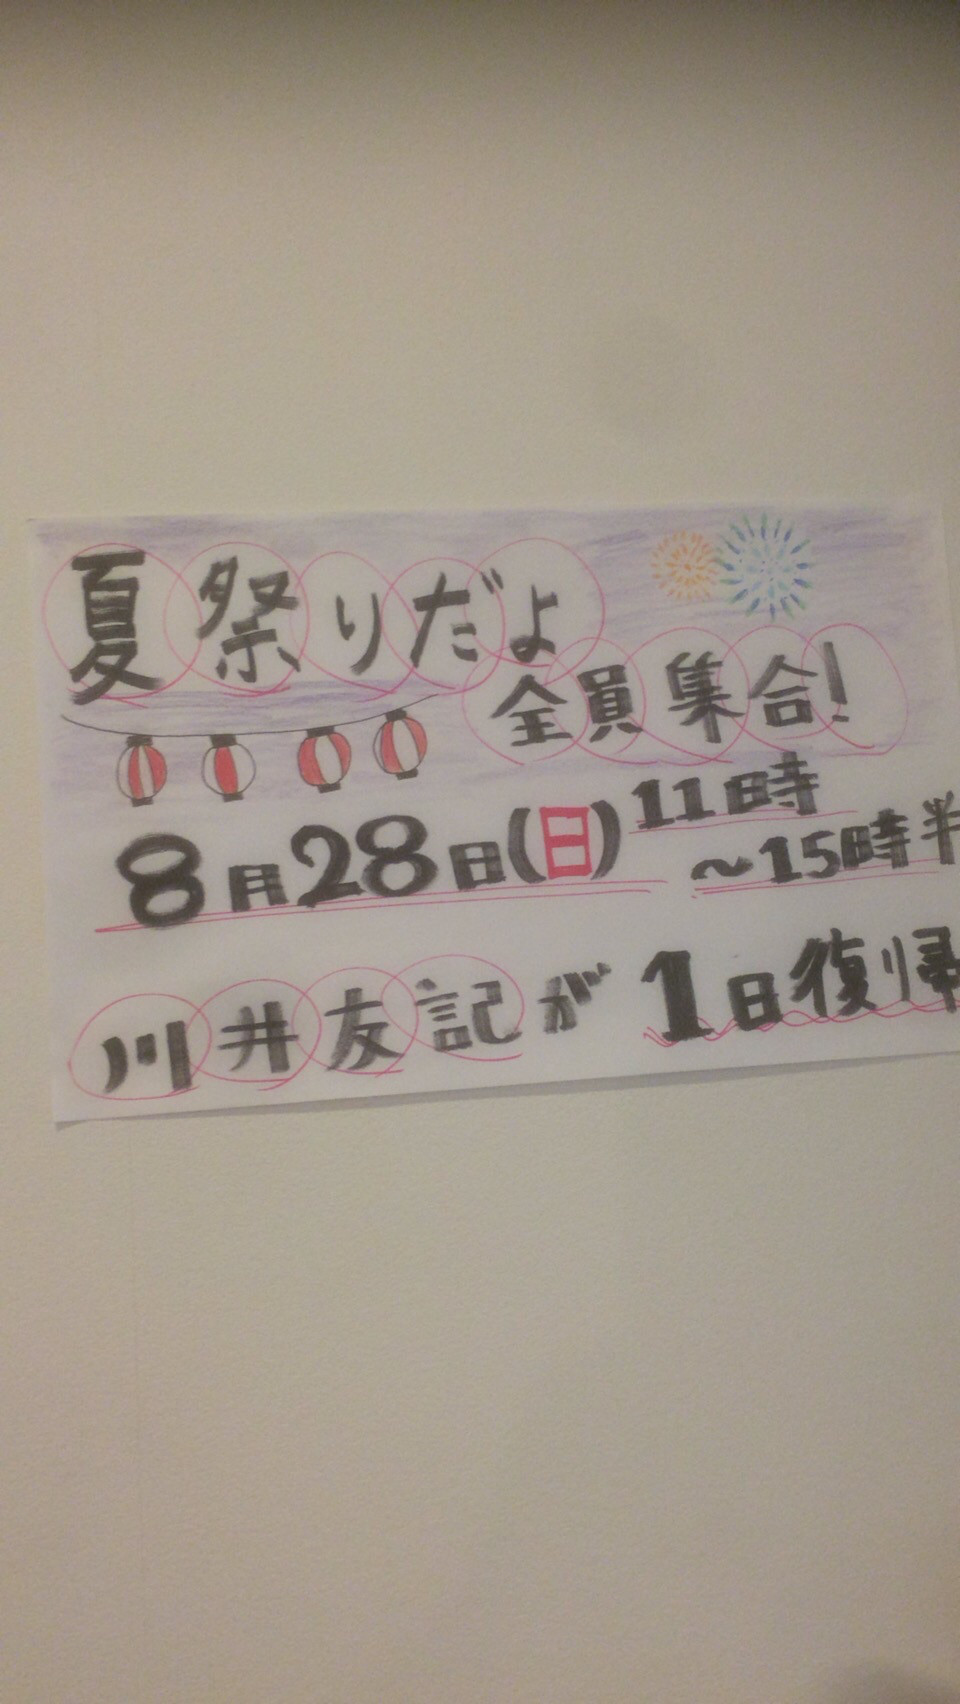 夏祭りだよ
全員集合!
8月28日(日)11時
~15時半
川井友記が1日復帰